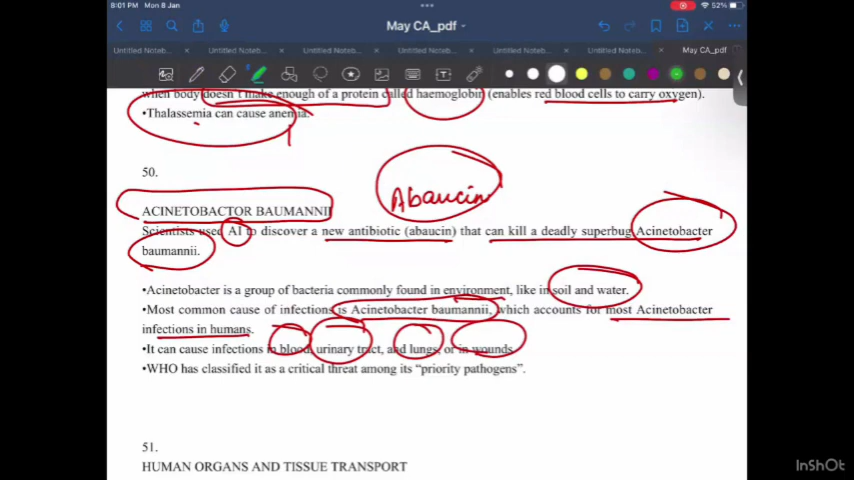 8:01 PM Mon 8 Jan
52%
May CA_pdf
Untitled Noteb...
Untitled Noteb...
Untitled Noteb...
Untitled Noteb...
Untitled Noteb...
Untitled Noteb...
May CA_pdf
when body doesn't make enough of a protein called haemoglobin (enables red blood cells to carry oxygen).
•Thalassemia can cause anemia.
50.
Abaucin
ACINETOBACTOR BAUMANNII
Scientists used AI to discover a new antibiotic (abaucin) that can kill a deadly superbug Acinetobacter
baumannii.
•Acinetobacter is a group of bacteria commonly found in environment, like in soil and water.
•Most common cause of infections is Acinetobacter baumannii, which accounts for most Acinetobacter
infections in humans.
•It can cause infections in blood, urinary tract, and lungs, or in wounds.
•WHO has classified it as a critical threat among its “priority pathogens”.
51.
HUMAN ORGANS AND TISSUE TRANSPORT
InShOt